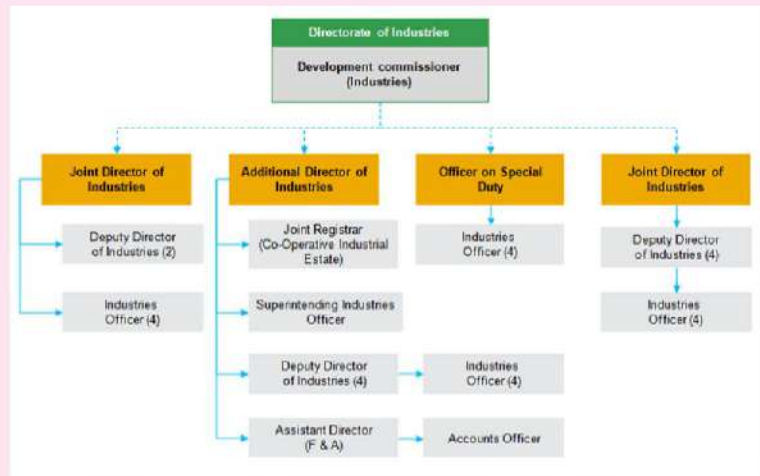 Directorate of Industries
Development commissioner
(Industries)
Joint Director of
Industries
Additional Director of
Industries
Officer on Special
Duty
Joint Director of
Industries
Deputy Director
of Industries (2)
Joint Registrar
(Co-Operative Industrial
Estate)
Industries
Officer (4)
Deputy Director
of Industries (4)
Industries
Officer (4)
Superintending Industries
Officer
Industries
Officer (4)
Deputy Director
of Industries (4)
Industries
Officer (4)
Assistant Director
(F & A)
Accounts Officer